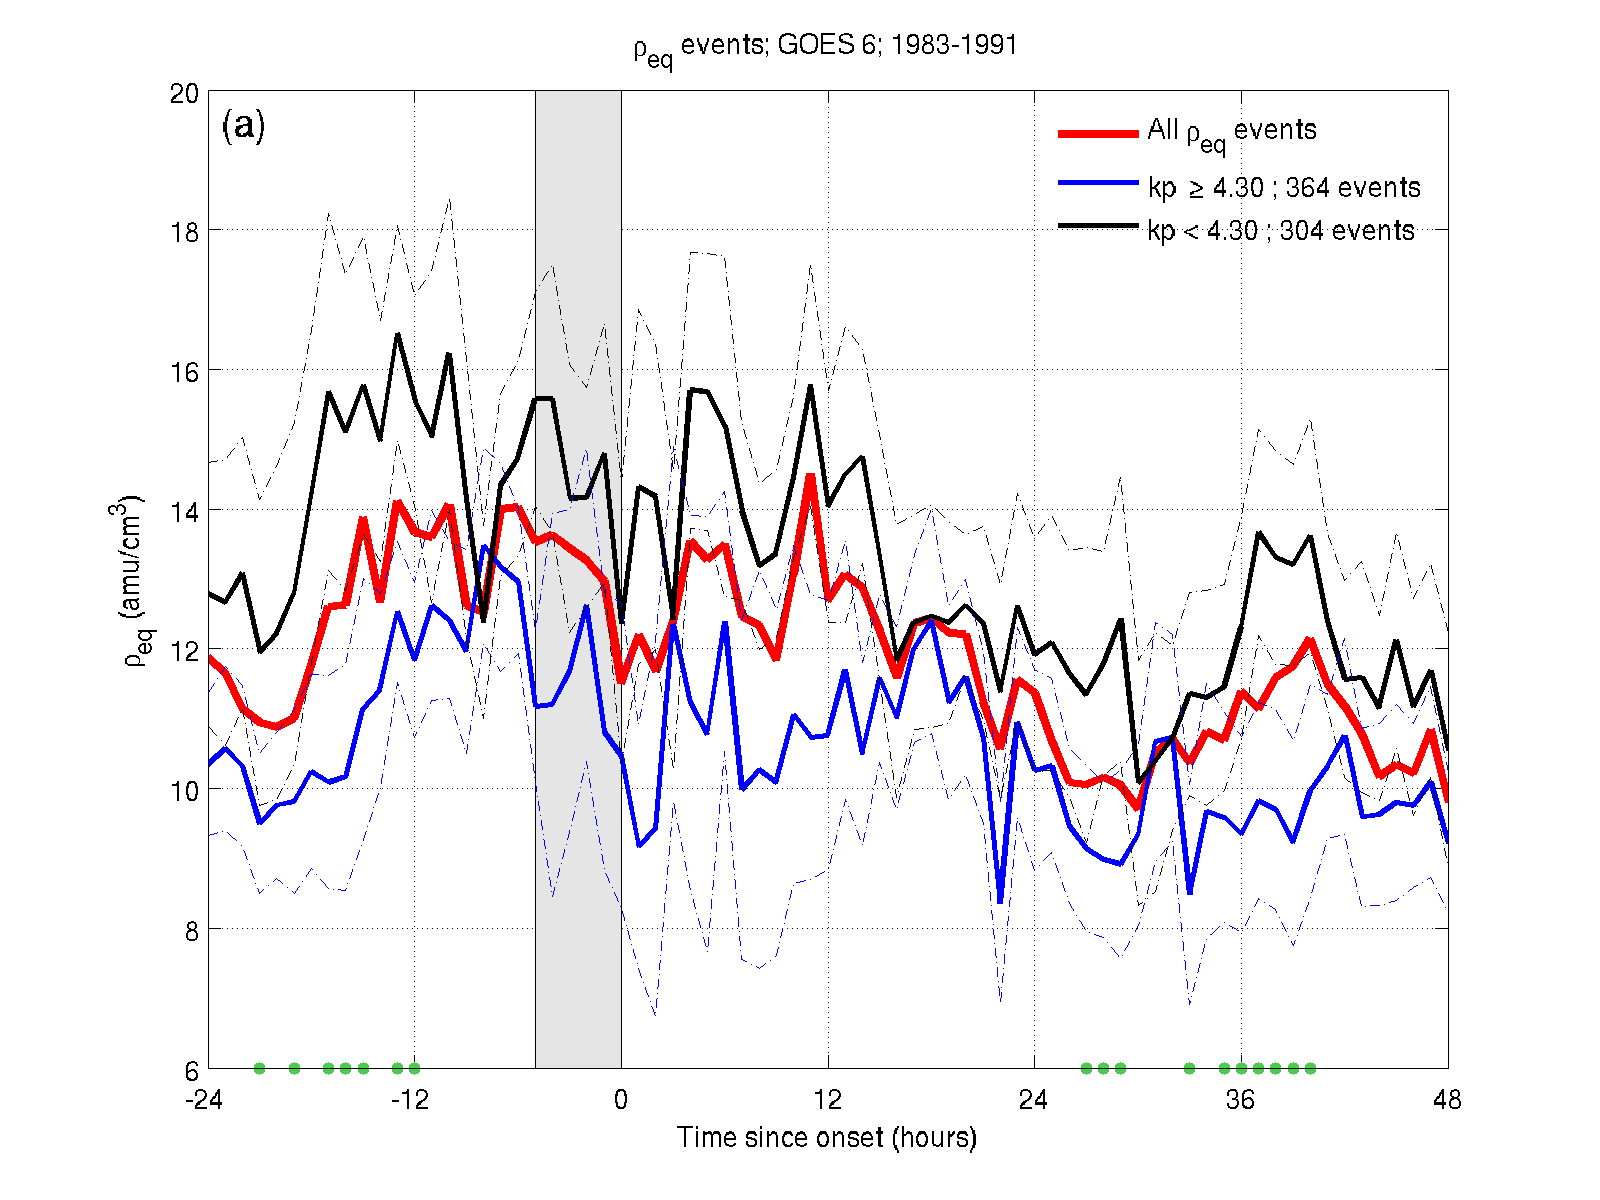 ρeq events; GOES 6; 1983-1991
(a)
All ρeq events
kp ≥ 4.30 ; 364 events
kp < 4.30 ; 304 events
20
18
16
14
12
10
8
6
ρeq (amu/cm3)
-24 -12 0 12 24 36 48
Time since onset (hours)